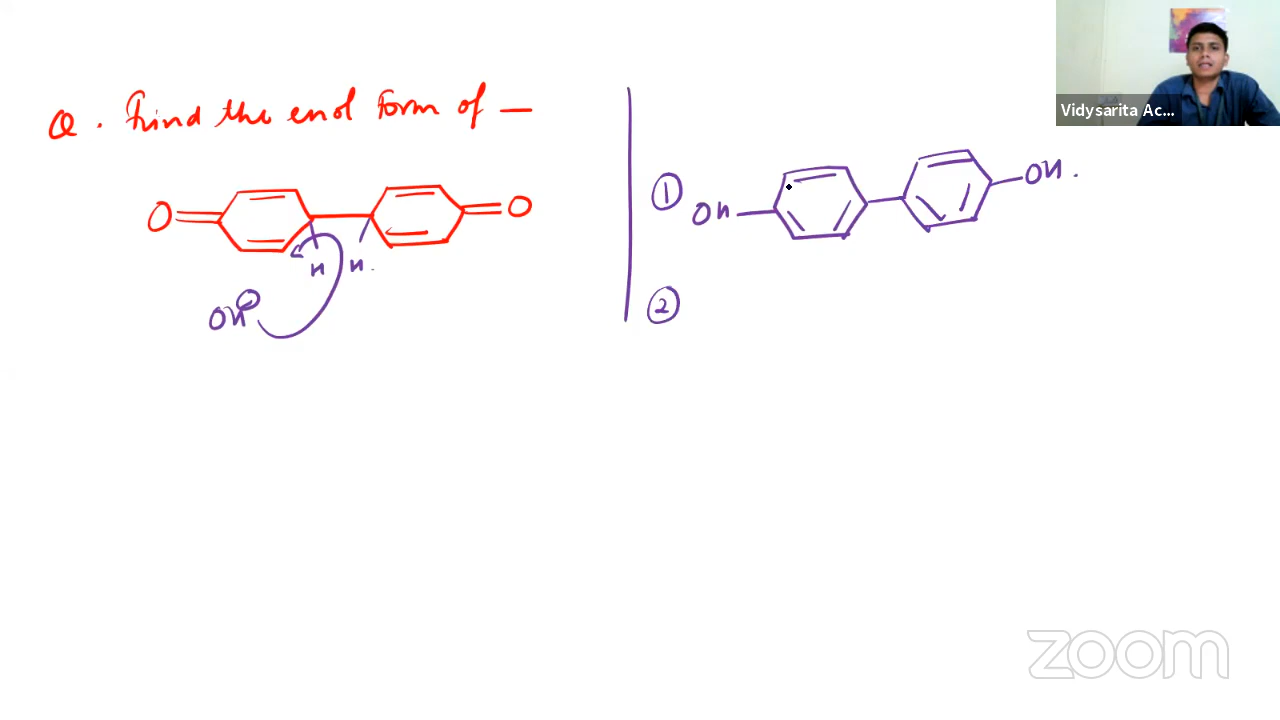 Q. Find the enol form of —
O
O
H
H.
OH⊖
①
OH
OH.
②
Vidysarita Ac...
zoom